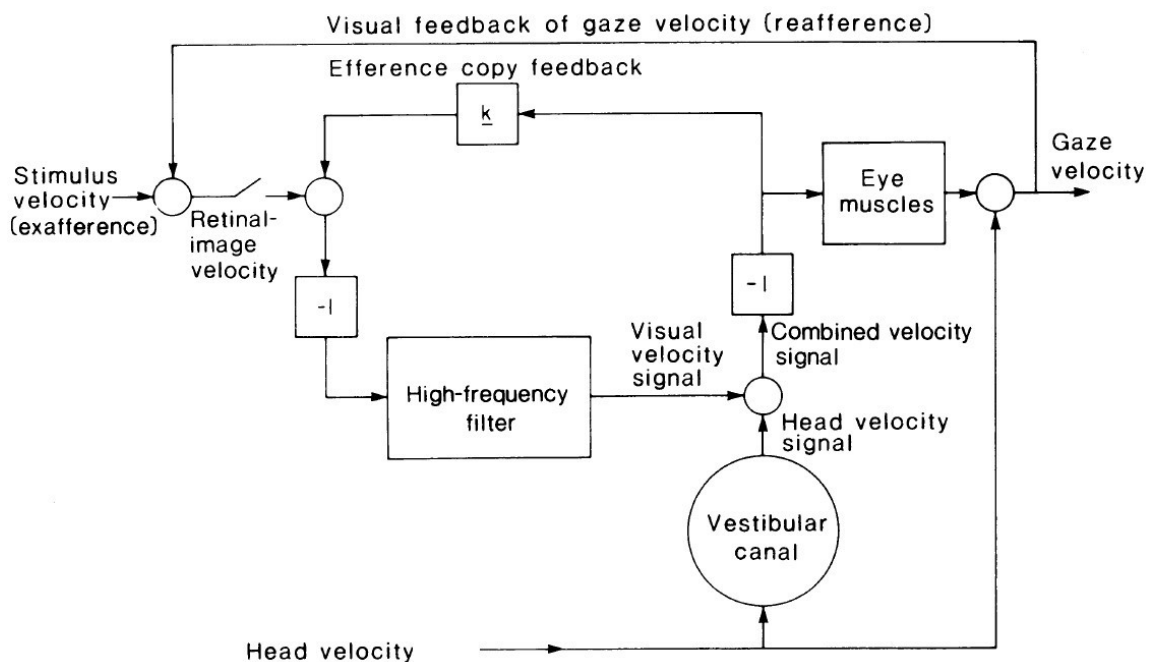 Visual feedback of gaze velocity (reafference)
Efference copy feedback
k
Gaze
velocity
Stimulus
velocity
(exafference)
Retinal-
image
velocity
Eye
muscles
-1
-1
Visual
velocity
signal
Combined velocity
signal
High-frequency
filter
Head velocity
signal
Vestibular
canal
Head velocity